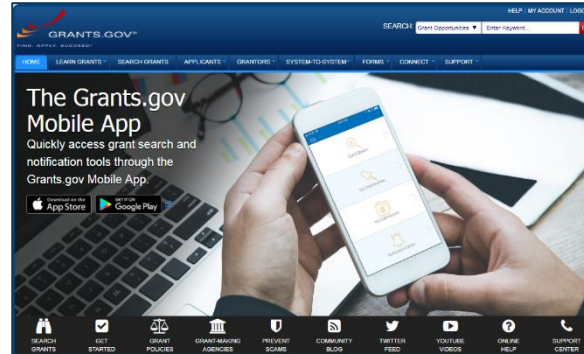 HELP | MY ACCOUNT | LOGO
GRANTS.GOV™
FIND. APPLY. SUCCEED.™
SEARCH: Grant Opportunities ▼ Enter Keyword...
HOME LEARN GRANTS SEARCH GRANTS APPLICANTS GRANTORS SYSTEM-TO-SYSTEM FORMS CONNECT SUPPORT
The Grants.gov
Mobile App
Quickly access grant search and
notification tools through the
Grants.gov Mobile App.
Download on the
App Store
GET IT ON
Google Play
SEARCH
GRANTS
GET
STARTED
GRANT
POLICIES
GRANT-MAKING
AGENCIES
PREVENT
SCAMS
COMMUNITY
BLOG
TWITTER
FEED
YOUTUBE
VIDEOS
ONLINE
HELP
SUPPORT
CENTER